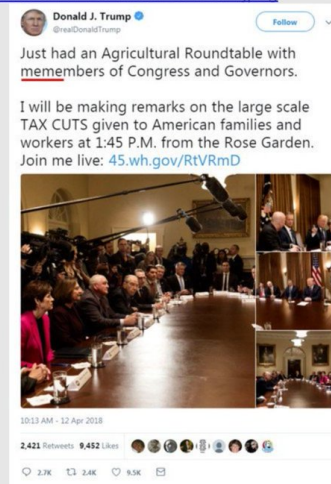 Donald J. Trump
@realDonaldTrump
Follow
Just had an Agricultural Roundtable with
memembers of Congress and Governors.
I will be making remarks on the large scale
TAX CUTS given to American families and
workers at 1:45 P.M. from the Rose Garden.
Join me live: 45.wh.gov/RtVRmD
10:13 AM - 12 Apr 2018
2,421 Retweets 9,452 Likes
2.7K 2.4K 9.5K